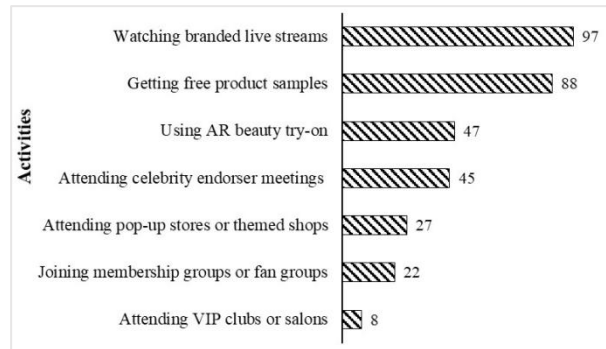 Activities
Watching branded live streams 97
Getting free product samples 88
Using AR beauty try-on 47
Attending celebrity endorser meetings 45
Attending pop-up stores or themed shops 27
Joining membership groups or fan groups 22
Attending VIP clubs or salons 8